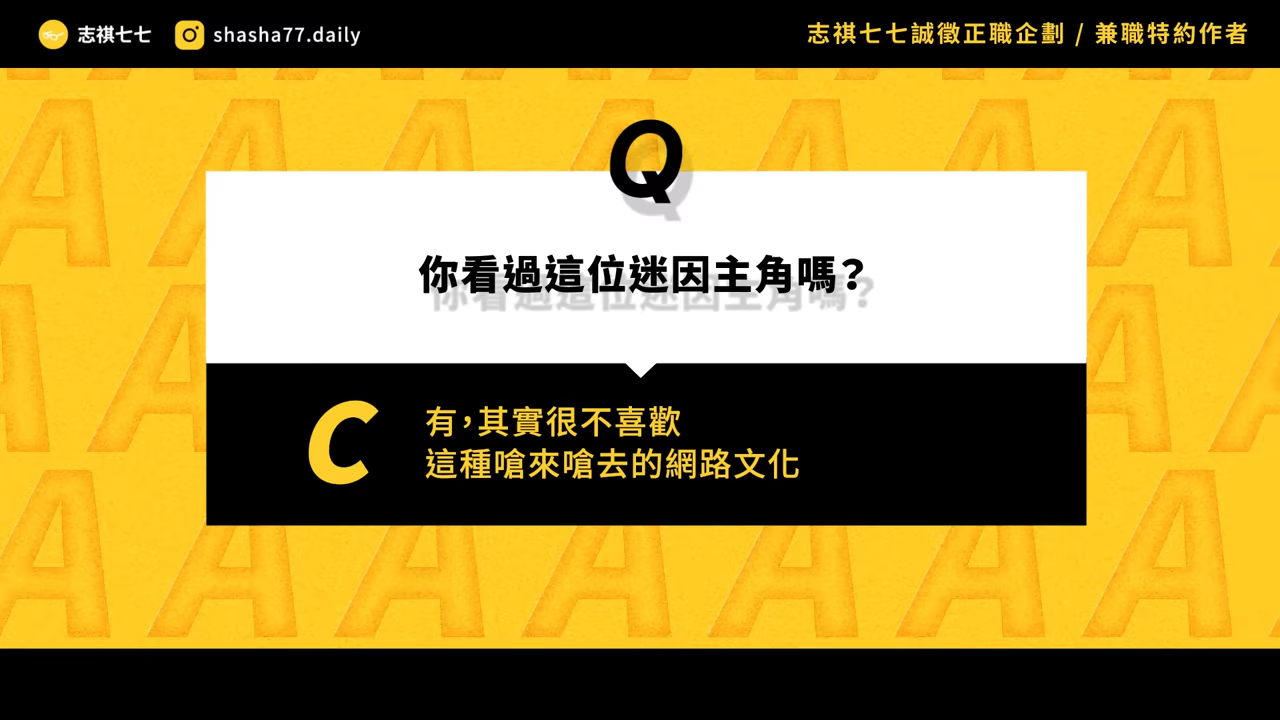 志祺七七
shasha77.daily
志祺七七誠徵正職企劃 / 兼職特約作者
Q
你看過這位迷因主角嗎?
C
有,其實很不喜歡
這種嗆來嗆去的網路文化